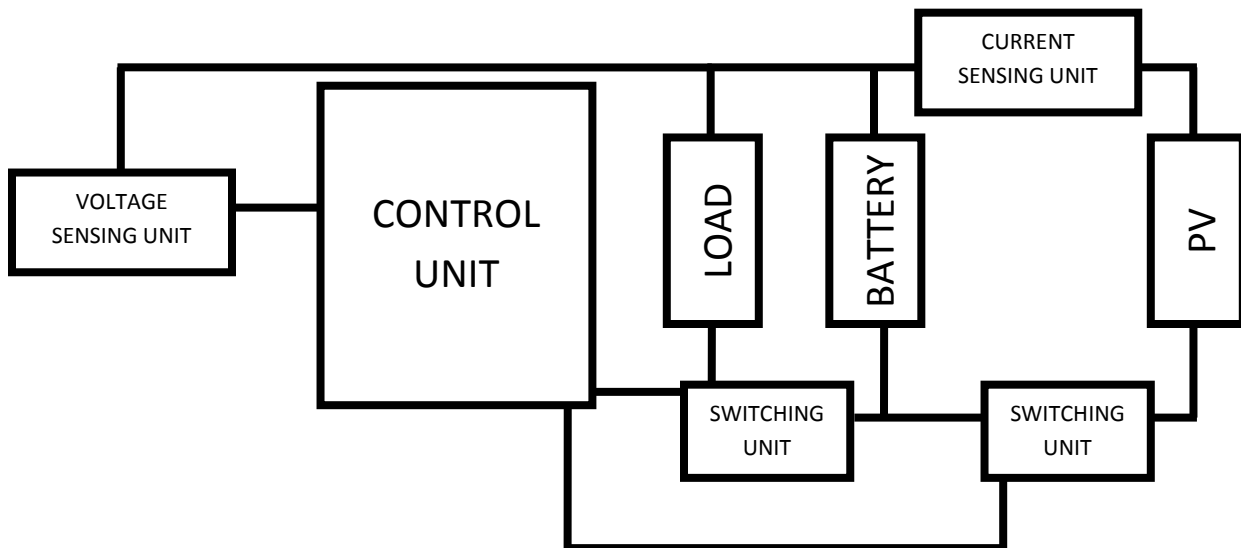 CURRENT
SENSING UNIT
VOLTAGE
SENSING UNIT
CONTROL
UNIT
LOAD
BATTERY
PV
SWITCHING
UNIT
SWITCHING
UNIT